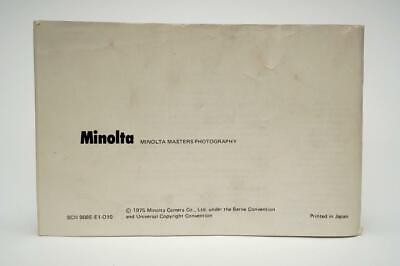 Minolta MINOLTA MASTERS PHOTOGRAPHY
© 1975 Minolta Camera Co., Ltd. under the Berne Convention
and Universal Copyright Convention
Printed in Japan